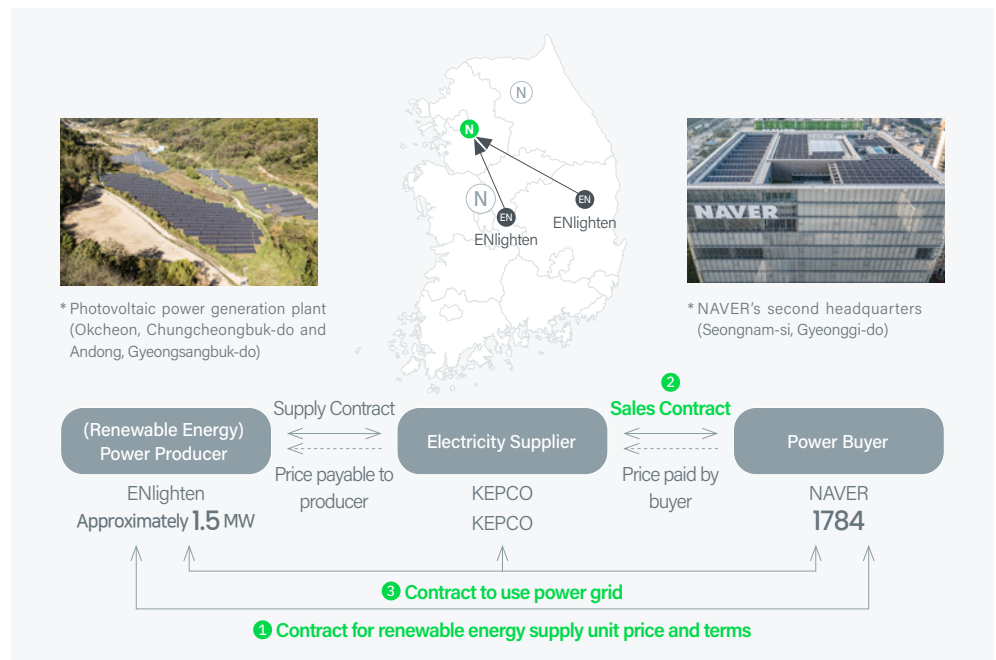 N
N
N
EN
ENlighten
EN
ENlighten
NAVER
* Photovoltaic power generation plant
(Okcheon, Chungcheongbuk-do and
Andong, Gyeongsangbuk-do)
* NAVER's second headquarters
(Seongnam-si, Gyeonggi-do)
(Renewable Energy)
Power Producer
Supply Contract
Price payable to
producer
Electricity Supplier
2
Sales Contract
Price paid by
buyer
Power Buyer
ENlighten
Approximately 1.5 MW
KEPCO
KEPCO
NAVER
1784
3 Contract to use power grid
1 Contract for renewable energy supply unit price and terms